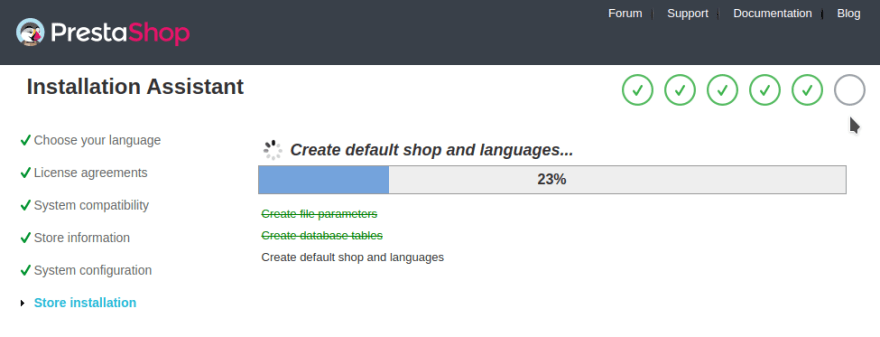 Forum Support Documentation Blog
PrestaShop
Installation Assistant
Choose your language
License agreements
System compatibility
Store information
System configuration
Store installation
Create default shop and languages...
23%
Create file parameters
Create database tables
Create default shop and languages